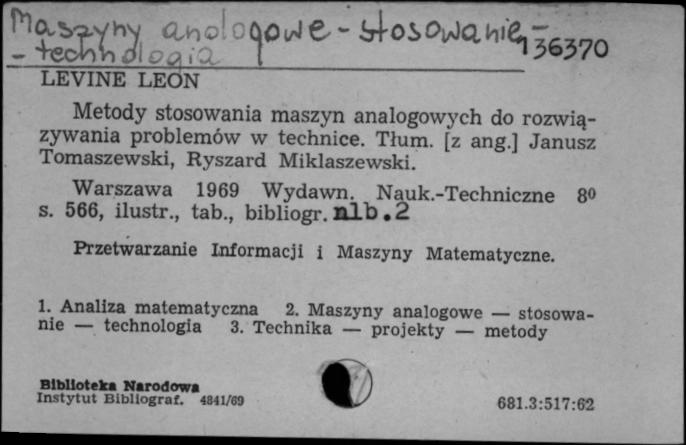 Maszyny analogowe - stosowanie -
- technologia
136370
LEVINE LEON
Metody stosowania maszyn analogowych do rozwią-
zywania problemów w technice. Tłum. [z ang.] Janusz
Tomaszewski, Ryszard Miklaszewski.
Warszawa 1969 Wydawn. Nauk.-Techniczne 8⁰
s. 566, ilustr., tab., bibliogr. nlb.2
Przetwarzanie Informacji i Maszyny Matematyczne.
1. Analiza matematyczna 2. Maszyny analogowe — stosowa-
nie — technologia 3. Technika — projekty — metody
Biblioteka Narodowa
Instytut Bibliograf. 4841/69
681.3:517:62